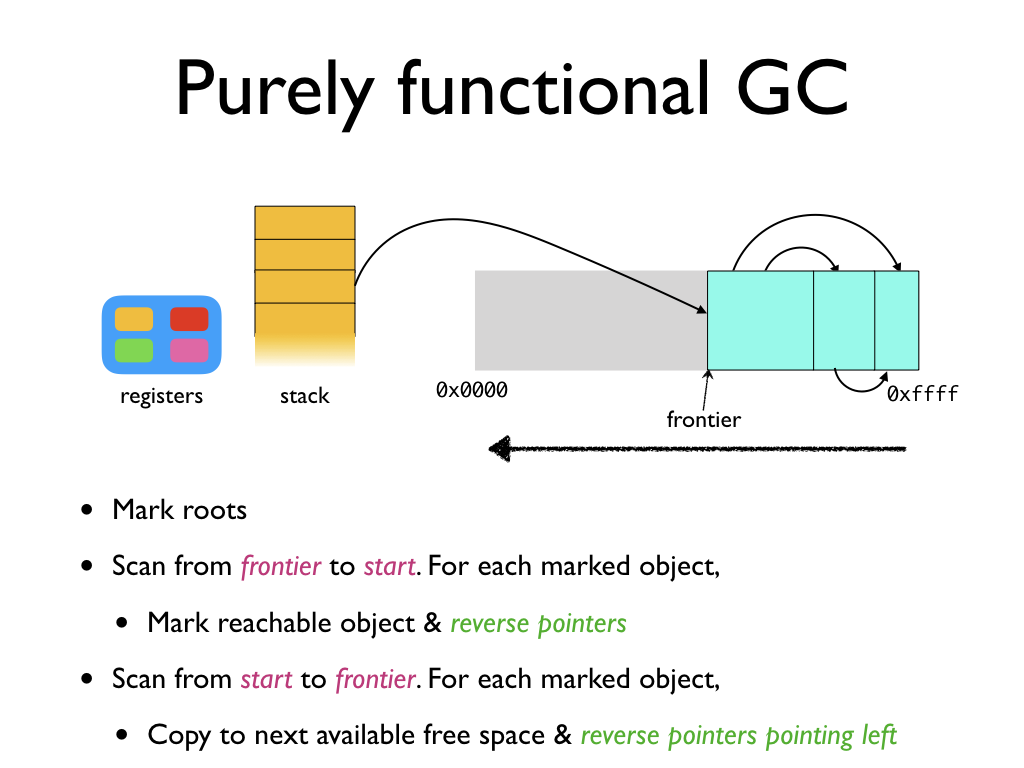 Purely functional GC
registers
stack
0x0000
0xffff
frontier
• Mark roots
• Scan from frontier to start. For each marked object,
• Mark reachable object & reverse pointers
• Scan from start to frontier. For each marked object,
• Copy to next available free space & reverse pointers pointing left